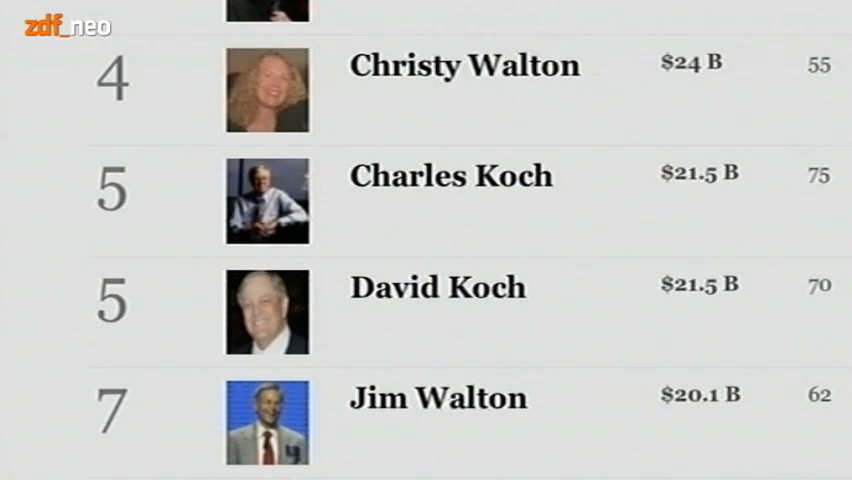 zdf_neo
4 Christy Walton $24 B 55
5 Charles Koch $21.5 B 75
5 David Koch $21.5 B 70
7 Jim Walton $20.1 B 62